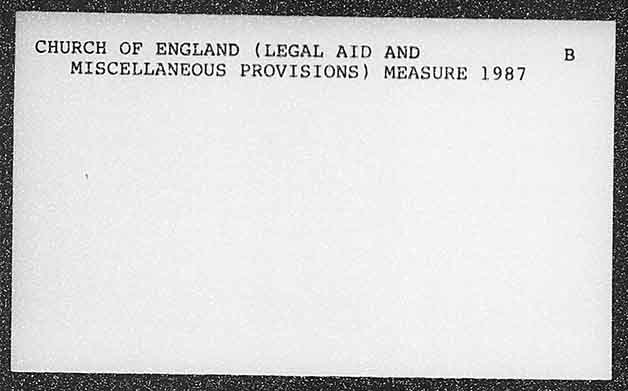 CHURCH OF ENGLAND (LEGAL AID AND B
MISCELLANEOUS PROVISIONS) MEASURE 1987